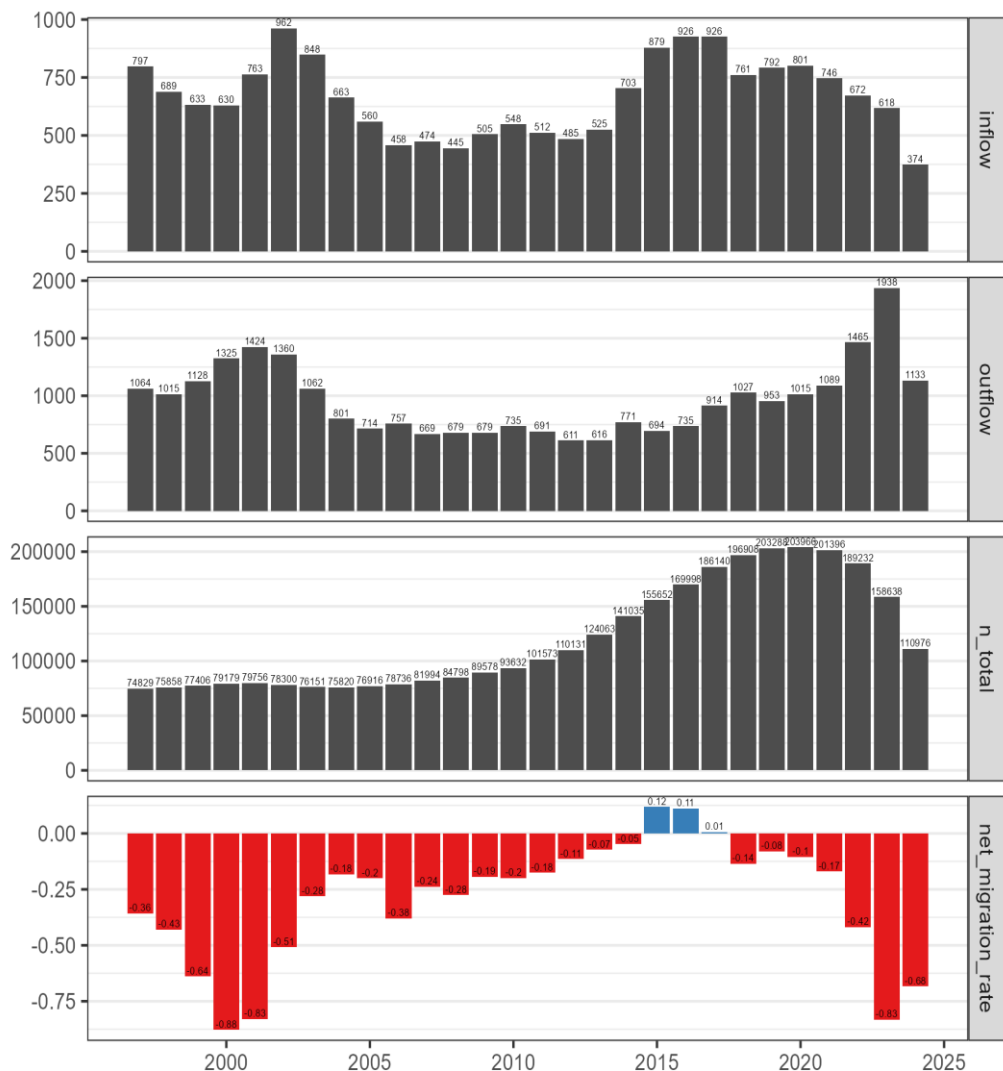 1000
750
500
250
0
797 689 633 630 763 962 848 663 560 458 474 445 505 548 512 485 525 703 879 926 926 761 792 801 746 672 618 374
inflow
2000
1500
1000
500
0
1064 1015 1128 1325 1424 1360 1062 801 714 757 669 679 679 735 691 611 616 771 694 735 914 1027 953 1015 1089 1465 1938 1133
outflow
200000
150000
100000
50000
0
74829 75858 77406 79179 79756 78300 76151 75820 76916 78736 81994 84798 89578 93632 101573 110131 124063 141035 155652 169998 186140 196908 203288 203966 201396 189232 158638 110976
n_total
0.00
-0.25
-0.50
-0.75
-0.36 -0.43 -0.64 -0.88 -0.83 -0.51 -0.28 -0.18 -0.2 -0.38 -0.24 -0.28 -0.19 -0.2 -0.18 -0.11 -0.07 -0.05 0.12 0.11 0.01 -0.14 -0.08 -0.1 -0.17 -0.42 -0.83 -0.68
net_migration_rate
2000 2005 2010 2015 2020 2025